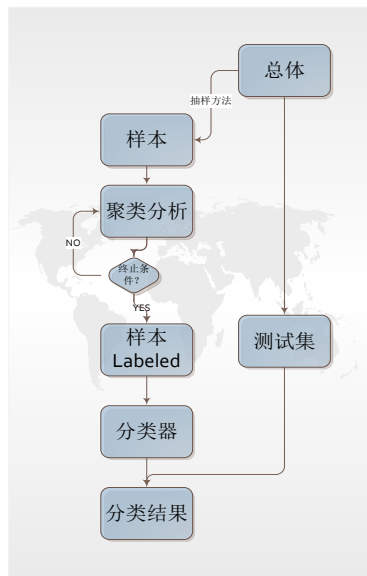 总体
抽样方法
样本
聚类分析
NO
终止条
件？
YES
样本
Labeled
测试集
分类器
分类结果